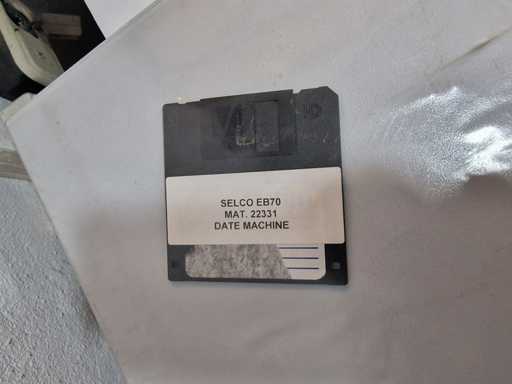 SELCO EB70
MAT. 22331
DATE MACHINE